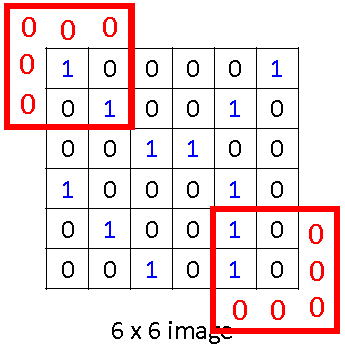 0 0 0
0 1 0 0 0 0 1
0 0 1 0 0 1 0
0 0 1 1 0 0
1 0 0 0 1 0
0 1 0 0 1 0 0
0 0 1 0 1 0 0
0 0 0
6 x 6 image